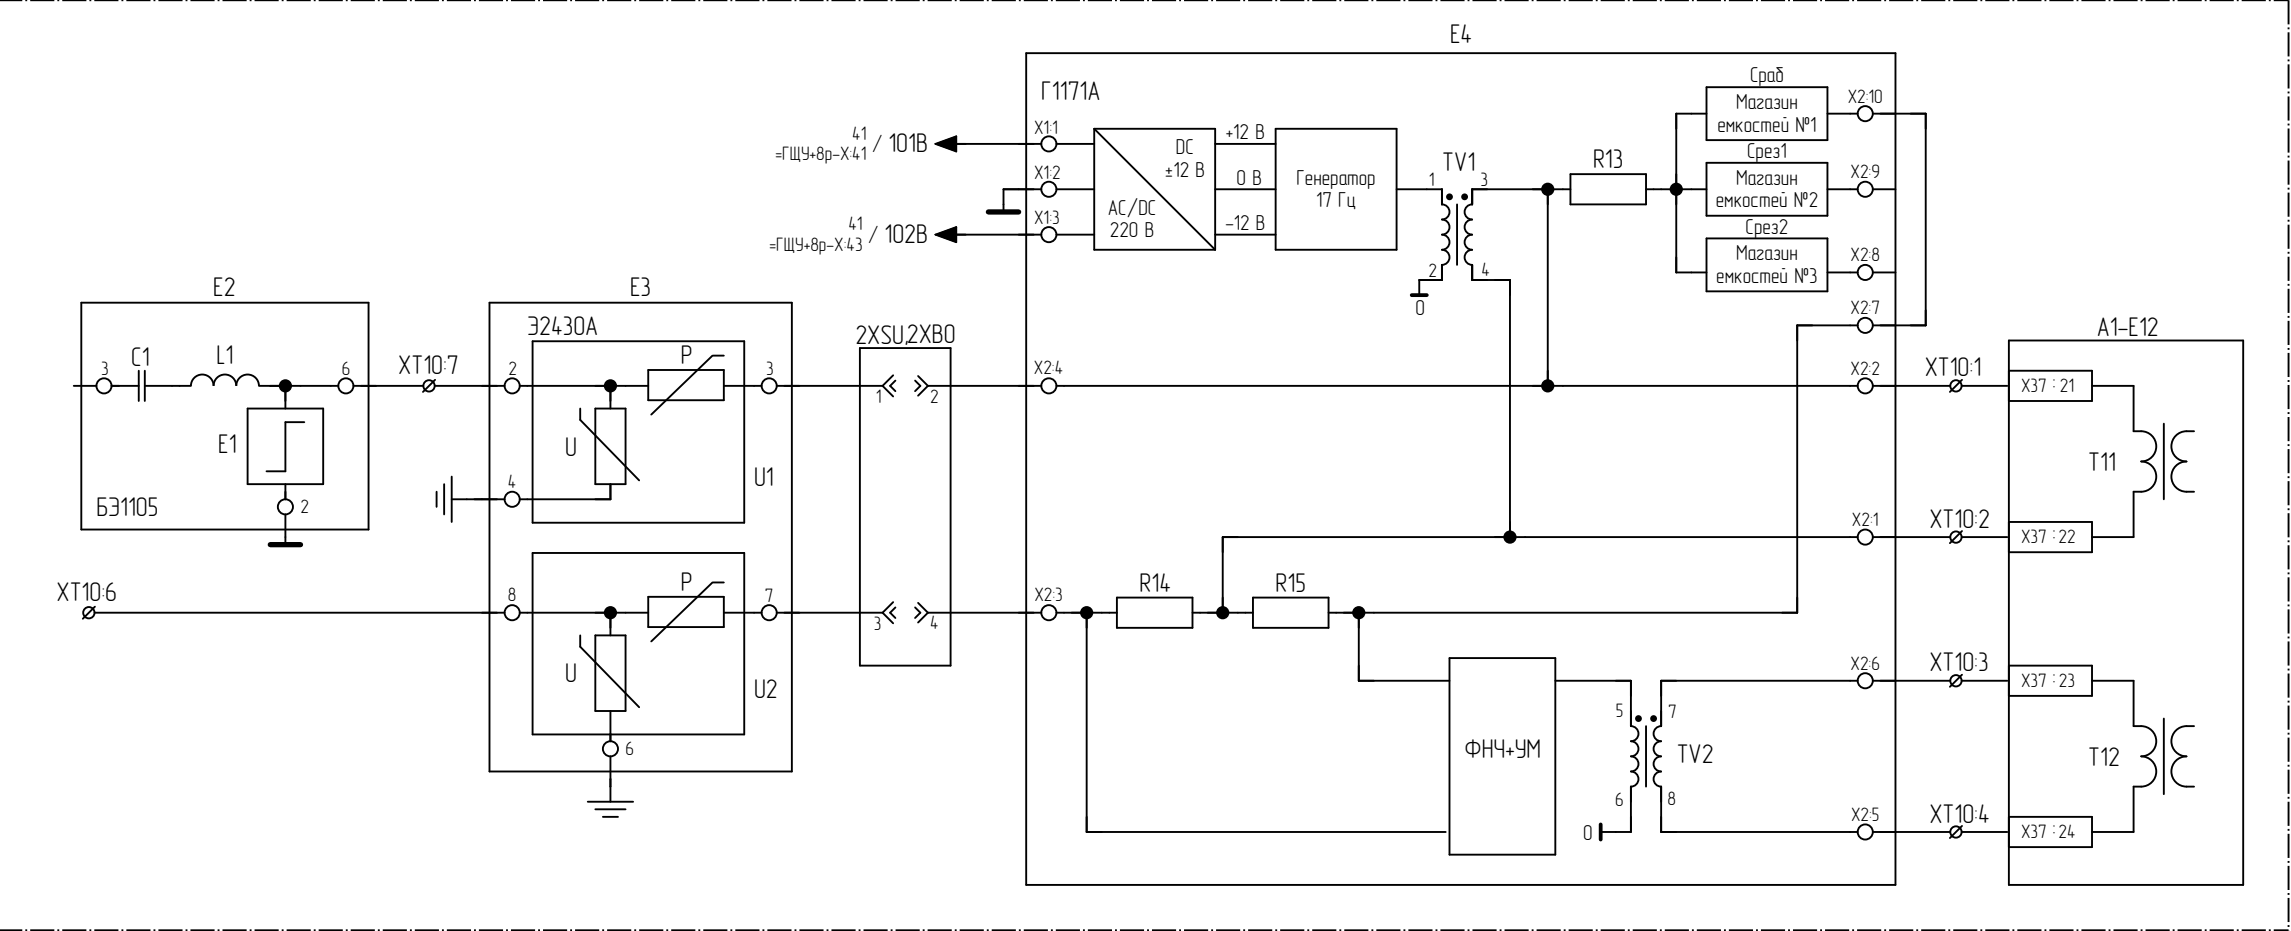 E4
Г1171А
41
=ГЩУ+8р-X:41 / 101В
X1:1
X1:2
41
=ГЩУ+8р-X:43 / 102В
X1:3
DC
±12 В
AC/DC
220 В
+12 В
0 В
-12 В
Генератор
17 Гц
TV1
1
3
2
4
0
R13
Сраб
Магазин
емкостей №1
X2:10
Срез1
Магазин
емкостей №2
X2:9
Срез2
Магазин
емкостей №3
X2:8
X2:7
E2
3
C1
L1
6
E1
2
БЭ1105
XT10:7
XT10:6
E3
Э2430А
2
P
3
U
4
U1
8
P
7
U
U2
6
2XSU,2XB0
1
2
3
4
X2:4
X2:2
XT10:1
A1-E12
X37 : 21
T11
X2:1
XT10:2
X37 : 22
X2:3
R14
R15
ФНЧ+УМ
5
7
TV2
6
8
0
X2:6
XT10:3
X37 : 23
T12
X2:5
XT10:4
X37 : 24